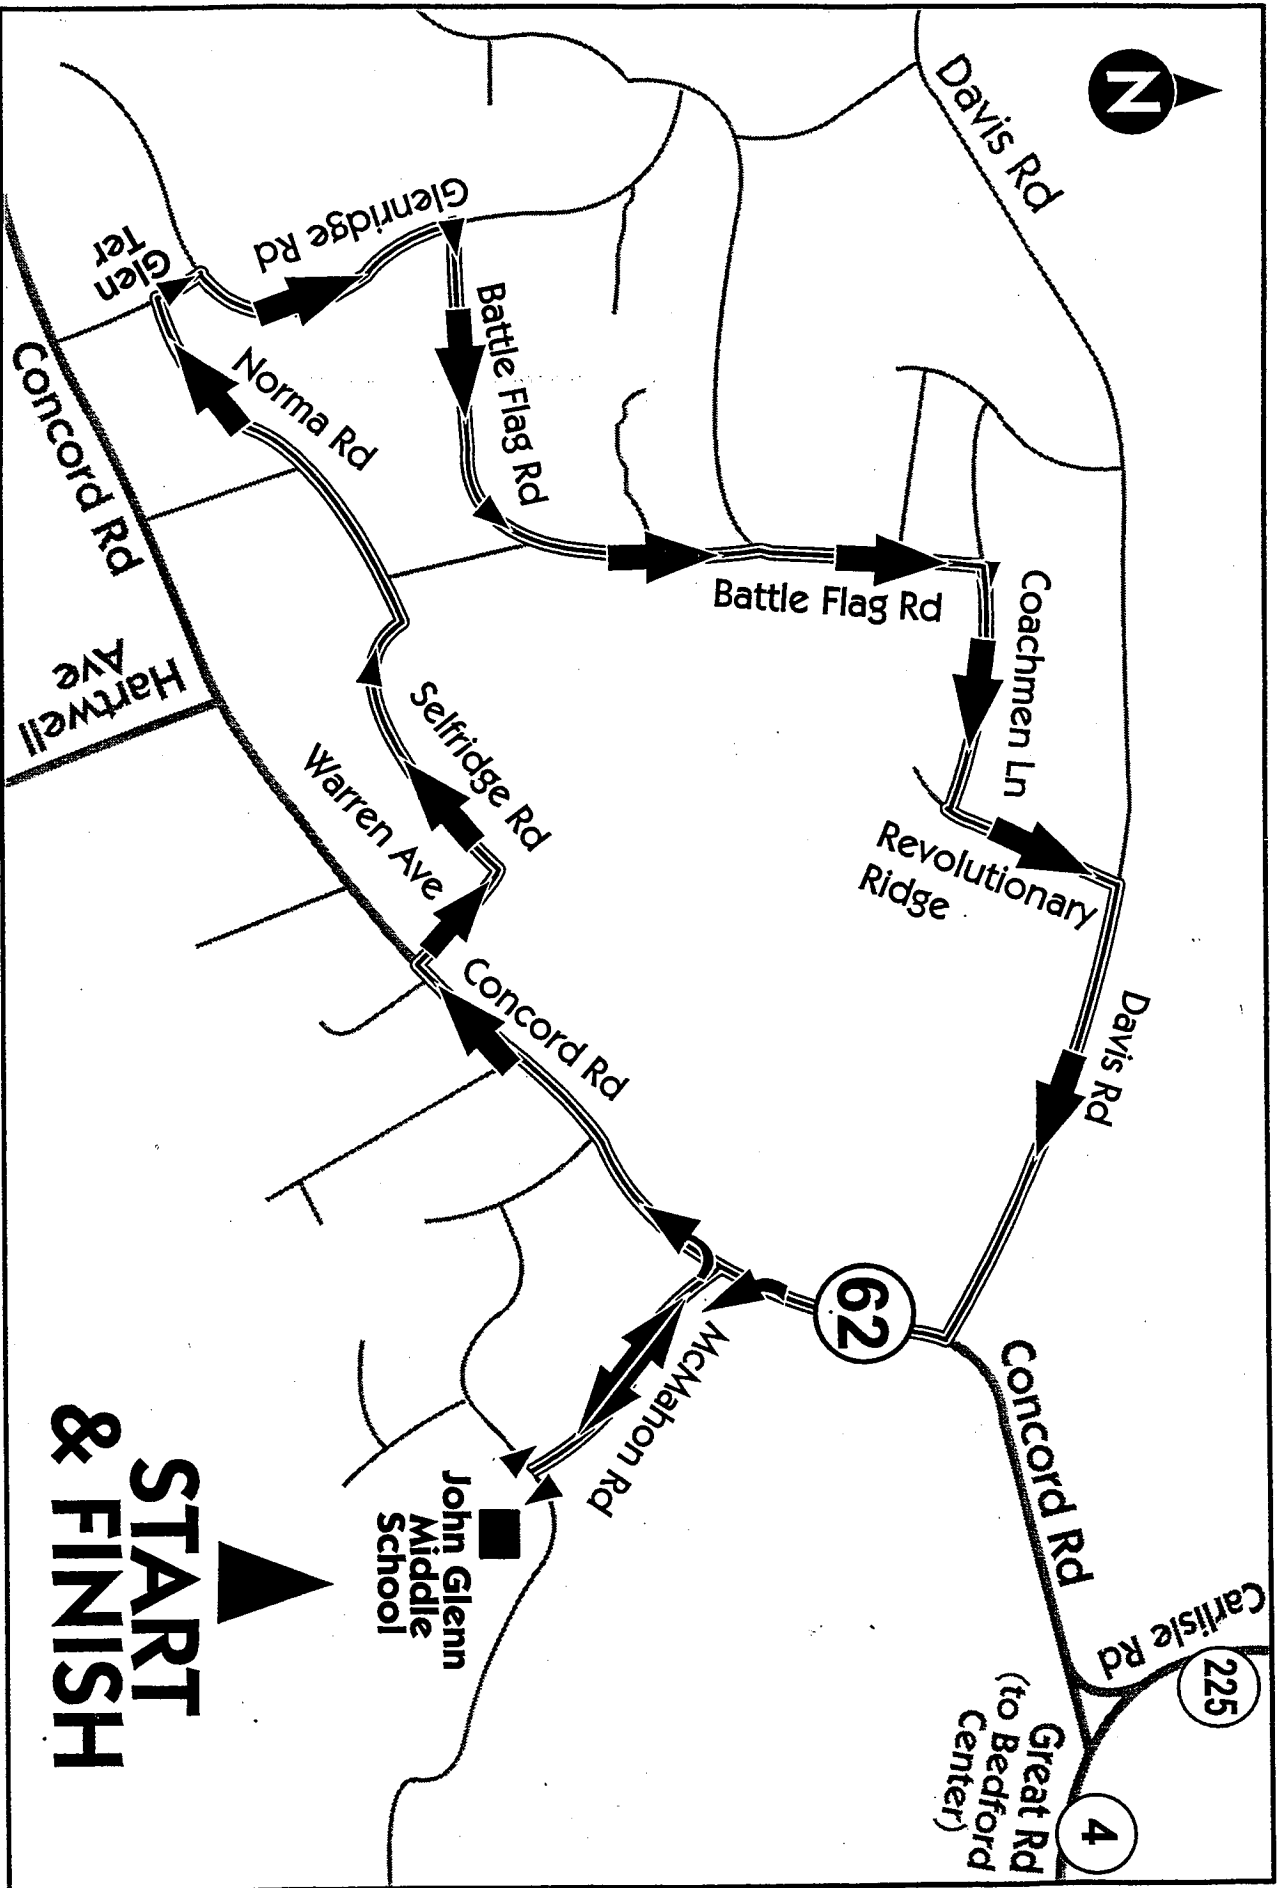 N
Davis Rd
Glenridge Rd
Glen
Ter
Norma Rd
Battle Flag Rd
Concord Rd
Hartwell
Ave
Battle Flag Rd
Coachmen Ln
Selfridge Rd
Warren Ave
Revolutionary
Ridge
Concord Rd
Davis Rd
62
McMahon Rd
Concord Rd
Carlisle Rd
225
Great Rd
(to Bedford
Center)
4
John Glenn
Middle
School
START
& FINISH